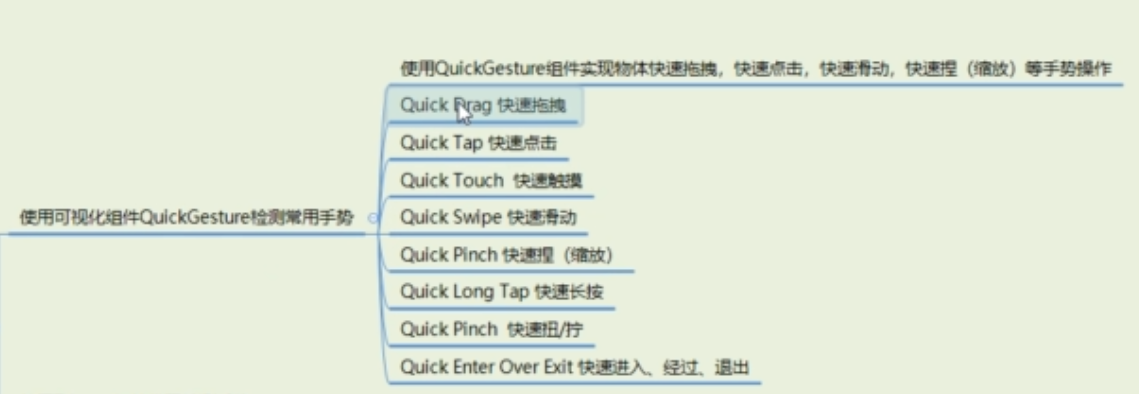 使用QuickGesture组件实现物体快速拖拽，快速点击，快速滑动，快速捏（缩放）等手势操作
Quick Drag 快速拖拽
Quick Tap 快速点击
Quick Touch 快速触摸
使用可视化组件QuickGesture检测常用手势
Quick Swipe 快速滑动
Quick Pinch 快速捏（缩放）
Quick Long Tap 快速长按
Quick Pinch 快速扭/拧
Quick Enter Over Exit 快速进入、经过、退出